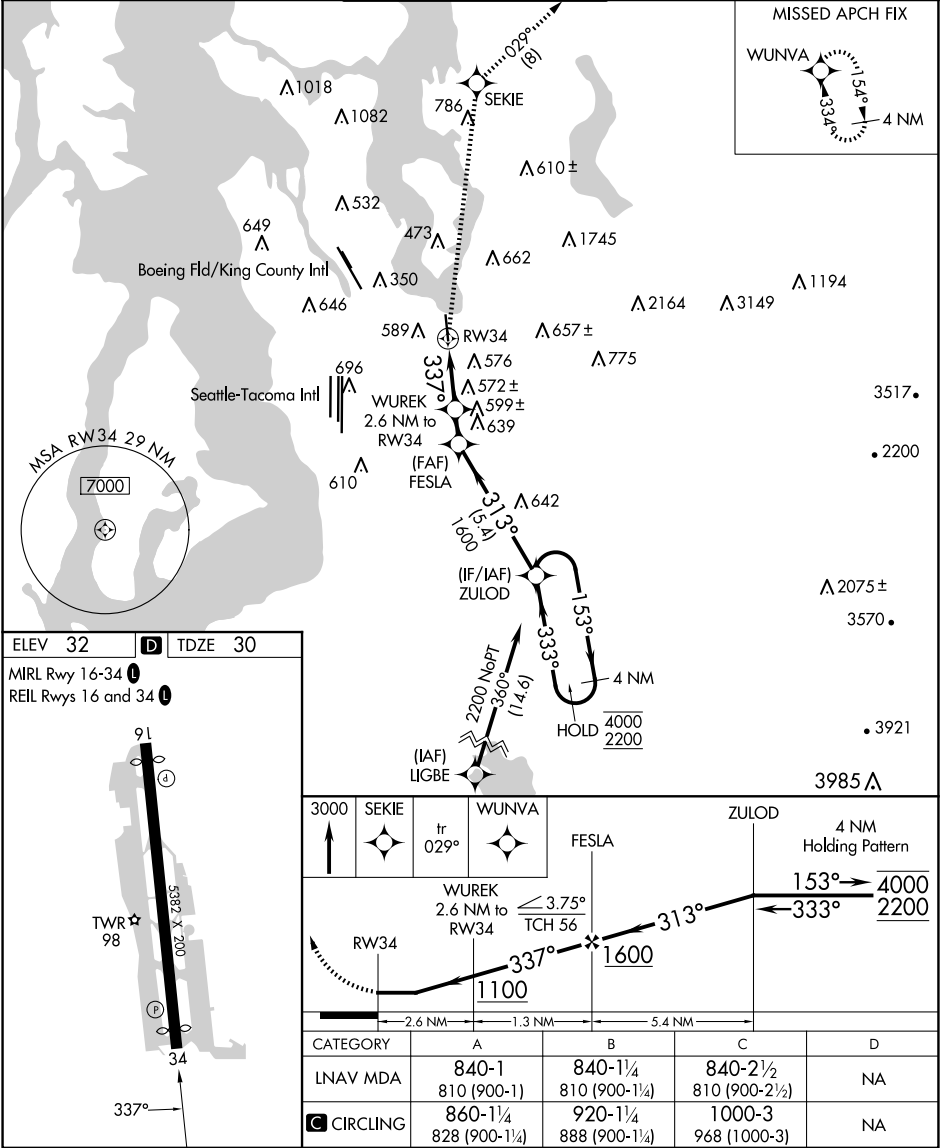 MISSED APCH FIX
WUNVA
154°
334°
4 NM
029°
(8)
SEKIE
1018
1082
786
610 ±
532
649
473
662
1745
Boeing Fld/King County Intl
350
646
2164
3149
1194
589
RW34
657 ±
576
775
337°
696
Seattle-Tacoma Intl
572 ±
WUREK
2.6 NM to
RW34
599 ±
639
3517
2200
(FAF)
FESLA
610
MSA RW34 29 NM
7000
313°
(5.4)
1600
642
(IF/IAF)
ZULOD
153°
333°
4 NM
HOLD
4000
2200
2075 ±
3570
3921
3985
2200 NoPT
360°
(14.6)
(IAF)
LIGBE
ELEV 32
D
TDZE 30
MIRL Rwy 16-34 L
REIL Rwys 16 and 34 L
16
P
5382 X 200
TWR
98
P
34
337°
3000
SEKIE
tr
029°
WUNVA
FESLA
ZULOD
4 NM
Holding Pattern
153°
4000
2200
333°
313°
WUREK
2.6 NM to
RW34
3.75°
TCH 56
RW34
337°
1600
1100
2.6 NM
1.3 NM
5.4 NM
CATEGORY A B C D
LNAV MDA 840-1 840-1¼ 840-2½ NA
810 (900-1) 810 (900-1¼) 810 (900-2½)
C CIRCLING 860-1¼ 920-1¼ 1000-3 NA
828 (900-1¼) 888 (900-1¼) 968 (1000-3)